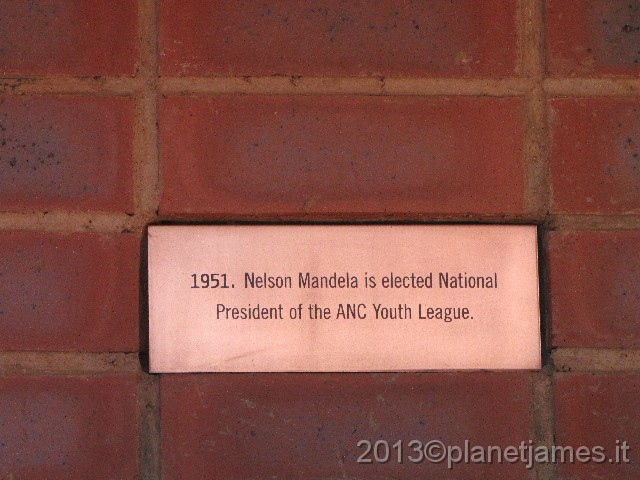 1951. Nelson Mandela is elected National
President of the ANC Youth League.
2013©planetjames.it